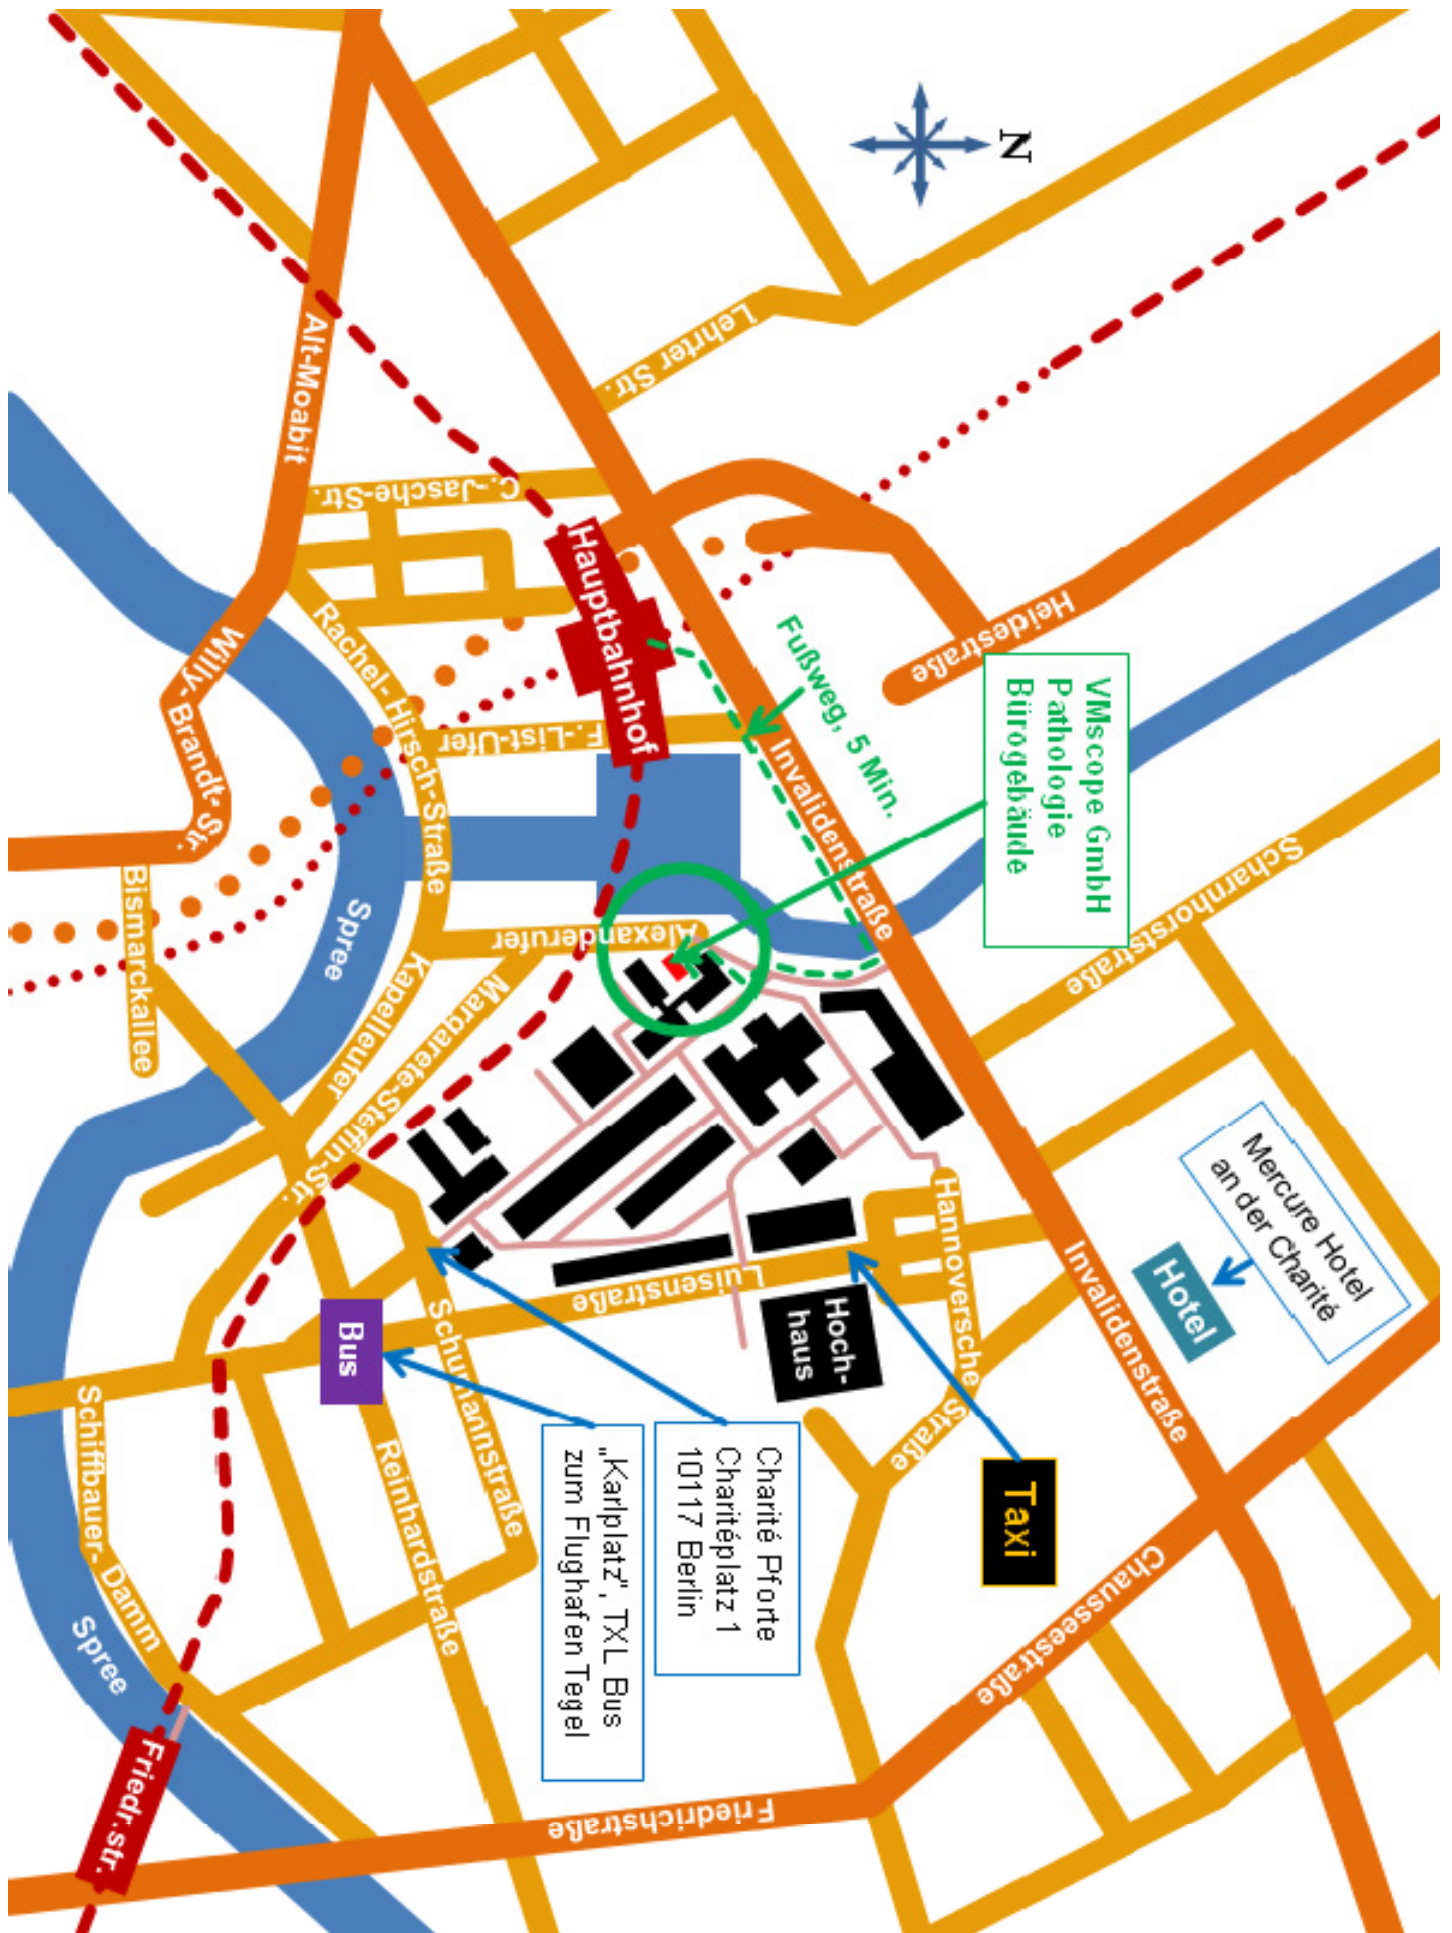 N
Lehrter Str.
Alt-Moabit
C.-Jasche-Str.
Hauptbahnhof
Heidestraße
Fußweg, 5 Min.
VMscope GmbH
Pathologie
Bürogebäude
Rachel-Hirsch-Straße
F.-List-Ufer
Invalidenstraße
Willy-Brandt-Str.
Scharnhorststraße
Bismarckallee
Spree
Alexanderufer
Kapelleufer
Margarete-Steffin-Str.
Mercure Hotel
an der Charité
Hotel
Hannoversche Straße
Invalidenstraße
Luisenstraße
Hoch-
haus
Bus
Schumannstraße
Taxi
Charité Pforte
Charitéplatz 1
10117 Berlin
„Karlplatz", TXL Bus
zum Flughafen Tegel
Reinhardstraße
Schiffbauer-Damm
Spree
Chausseestraße
Friedrichstraße
Friedr.str.